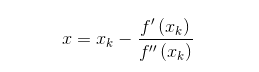 $x = x_k - \frac{f'(x_k)}{f''(x_k)}$